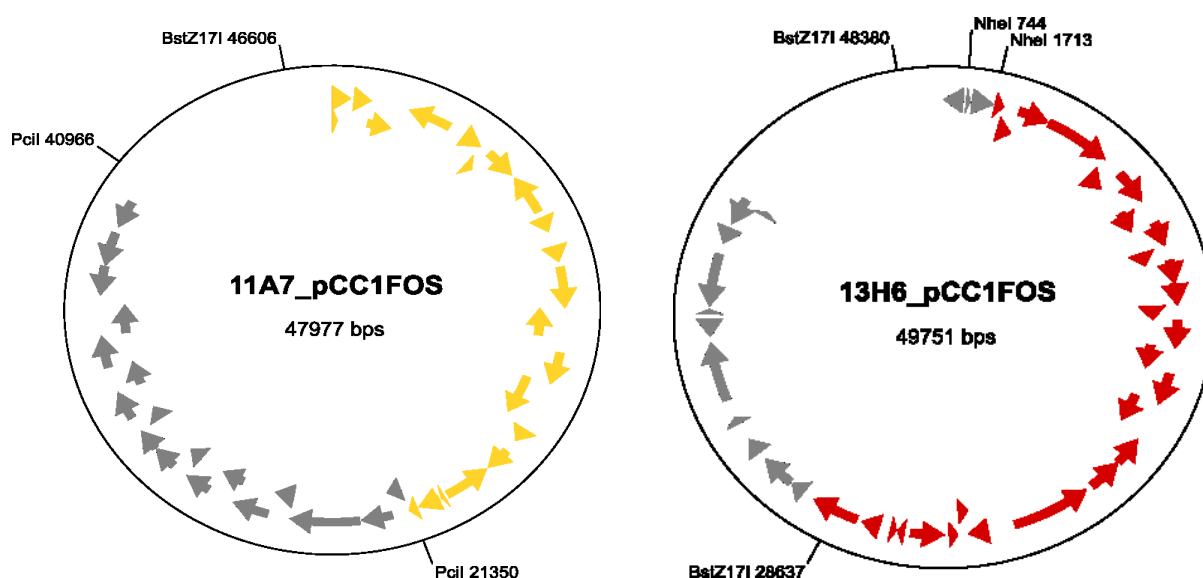 BstZ17I 46606
PciI 40966
11A7_pCC1FOS
47977 bps
PciI 21350
NheI 744
NheI 1713
BstZ17I 48380
13H6_pCC1FOS
49751 bps
BstZ17I 28637